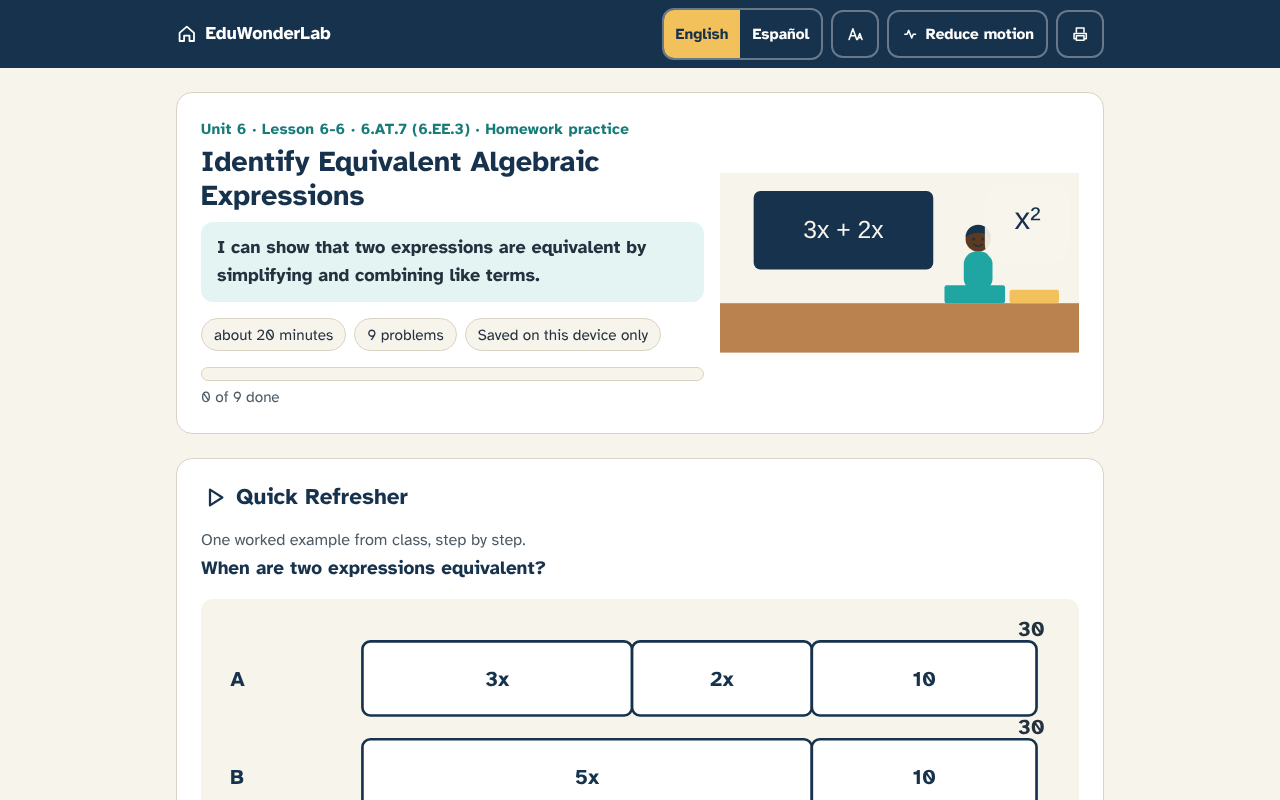 EduWonderLab
English
Español
AA
Reduce motion
Unit 6 · Lesson 6-6 · 6.AT.7 (6.EE.3) · Homework practice
Identify Equivalent Algebraic
Expressions
I can show that two expressions are equivalent by
simplifying and combining like terms.
about 20 minutes
9 problems
Saved on this device only
0 of 9 done
3x + 2x
x²
Quick Refresher
One worked example from class, step by step.
When are two expressions equivalent?
30
A
3x
2x
10
30
B
5x
10